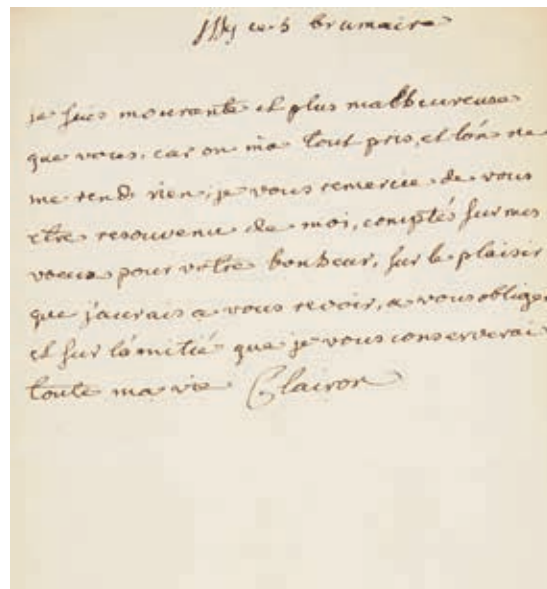 Issy ce 5 brumaire
je suis mourante et plus malheureuse
que vous, car on m'a tout pris, et l'on ne
me rend rien; je vous remercie de vous
etre resouvenu de moi, comptés sur mes
voeux pour votre bonheur, sur le plaisir
que j'aurais a vous revoir, a vous obliger
et sur l'amitié que je vous conserverai
toute ma vie Clairon